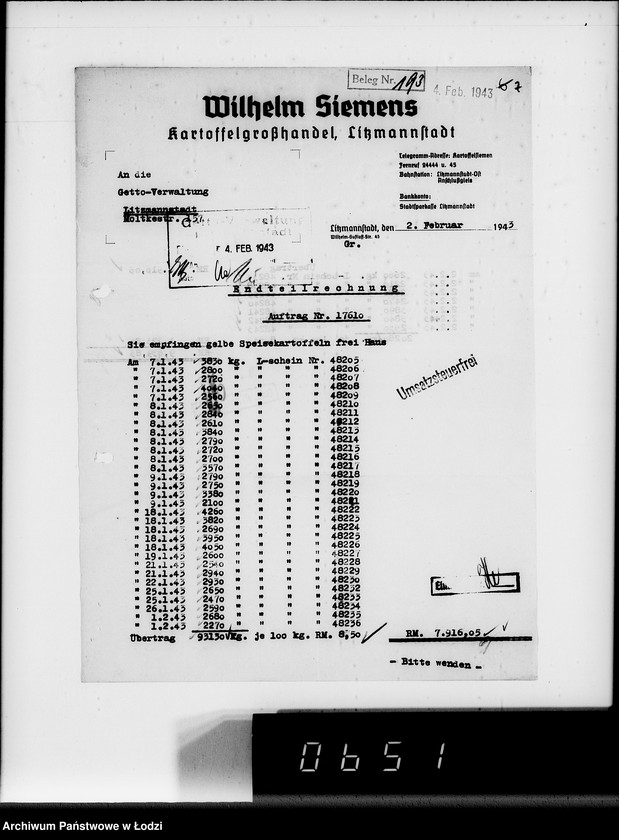 Beleg Nr. 193
4. Feb. 1943
Wilhelm Siemens
Kartoffelgroßhandel, Litzmannstadt
Telegramm-Adresse: Kartoffelsiemen
Fernruf 24444 u. 45
Bahnstation: Litzmannstadt-Ost
Anschlußgleis
Bankkonto:
Stadtsparkasse Litzmannstadt
An die
Getto-Verwaltung
Litzmannstadt
Moltkestr.
4. FEB. 1943
Litzmannstadt, den 2. Februar 1943
Gr.
Endteilrechnung
Auftrag Nr. 17610
Sie empfingen gelbe Speisekartoffeln frei Haus
Umsatzsteuerfrei
Am 7.1.43 3830 kg. L-schein Nr. 48205
" 7.1.43 2800 " " " " 48206
" 7.1.43 2720 " " " " 48207
" 7.1.43 4040 " " " " 48208
" 7.1.43 " " " " 48209
" 8.1.43 " " " " 48210
" 8.1.43 2840 " " " " 48211
" 8.1.43 2610 " " " " 48212
" 8.1.43 3840 " " " " 48213
" 8.1.43 2790 " " " " 48214
" 8.1.43 2720 " " " " 48215
" 8.1.43 2700 " " " " 48216
" 8.1.43 3570 " " " " 48217
" 9.1.43 2790 " " " " 48218
" 9.1.43 2750 " " " " 48219
" 9.1.43 3380 " " " " 48220
" 9.1.43 2100 " " " " 48221
" 18.1.43 4260 " " " " 48222
" 18.1.43 3820 " " " " 48223
" 18.1.43 2690 " " " " 48224
" 18.1.43 3950 " " " " 48225
" 18.1.43 4050 " " " " 48226
" 19.1.43 2600 " " " " 48227
" 21.1.43 2540 " " " " 48228
" 21.1.43 2940 " " " " 48229
" 22.1.43 2930 " " " " 48230
" 25.1.43 2650 " " " " 48232
" 25.1.43 2470 " " " " 48233
" 26.1.43 2590 " " " " 48234
" 1.2.43 2680 " " " " 48235
" 1.2.43 2270 " " " " 48236
Übertrag 93130 kg. je 100 kg. RM. 8,50 RM. 7.916,05
- Bitte wenden -
0651
Archiwum Państwowe w Łodzi